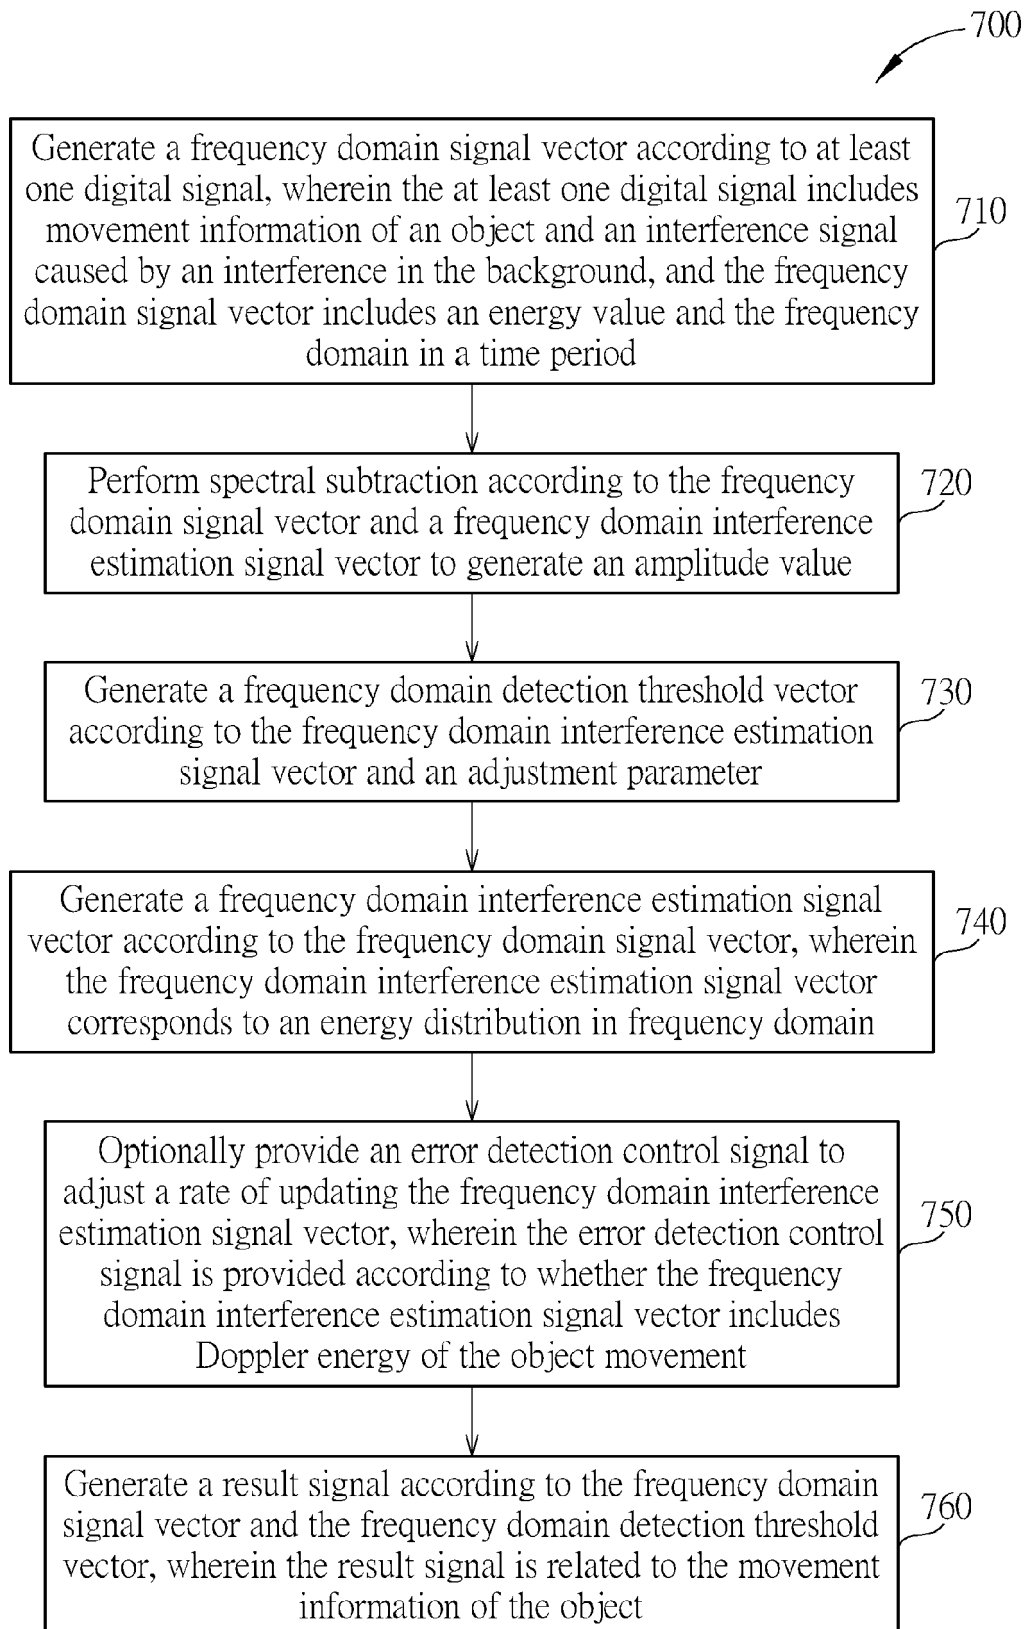 700
Generate a frequency domain signal vector according to at least
one digital signal, wherein the at least one digital signal includes
movement information of an object and an interference signal
caused by an interference in the background, and the frequency
domain signal vector includes an energy value and the frequency
domain in a time period
710
Perform spectral subtraction according to the frequency
domain signal vector and a frequency domain interference
estimation signal vector to generate an amplitude value
720
Generate a frequency domain detection threshold vector
according to the frequency domain interference estimation
signal vector and an adjustment parameter
730
Generate a frequency domain interference estimation signal
vector according to the frequency domain signal vector, wherein
the frequency domain interference estimation signal vector
corresponds to an energy distribution in frequency domain
740
Optionally provide an error detection control signal to
adjust a rate of updating the frequency domain interference
estimation signal vector, wherein the error detection control
signal is provided according to whether the frequency
domain interference estimation signal vector includes
Doppler energy of the object movement
750
Generate a result signal according to the frequency domain
signal vector and the frequency domain detection threshold
vector, wherein the result signal is related to the movement
information of the object
760